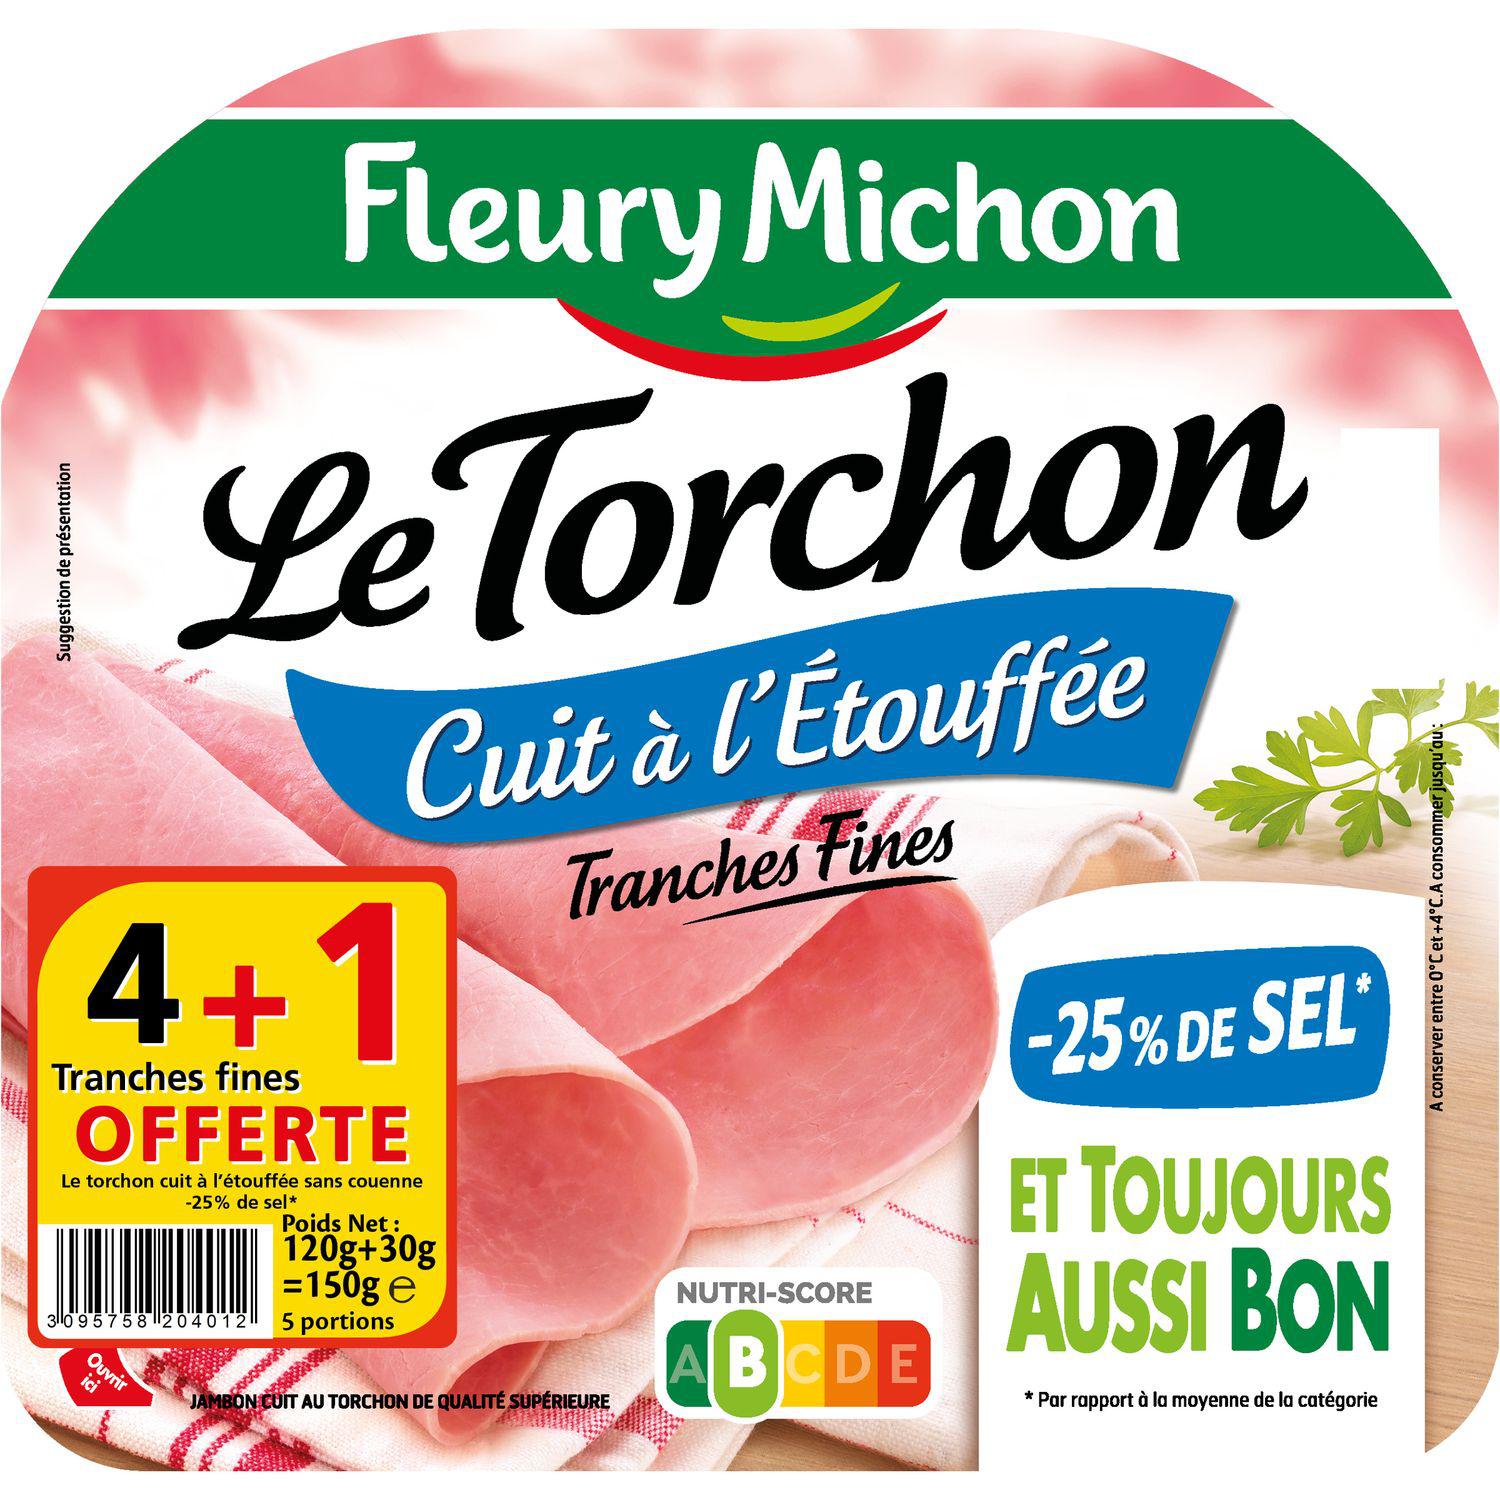 Fleury Michon
Le Torchon
Cuit à l'Étouffée
Tranches Fines
Suggestion de présentation
4+1
Tranches fines
OFFERTE
Le torchon cuit à l'étouffée sans couenne
-25% de sel*
Poids Net :
120g+30g
=150g ℮
5 portions
3 095758 204012
Ouvrir
ici
JAMBON CUIT AU TORCHON DE QUALITÉ SUPÉRIEURE
NUTRI-SCORE
A B C D E
-25% DE SEL*
ET TOUJOURS
AUSSI BON
* Par rapport à la moyenne de la catégorie
A conserver entre 0°C et +4°C. A consommer jusqu'au :